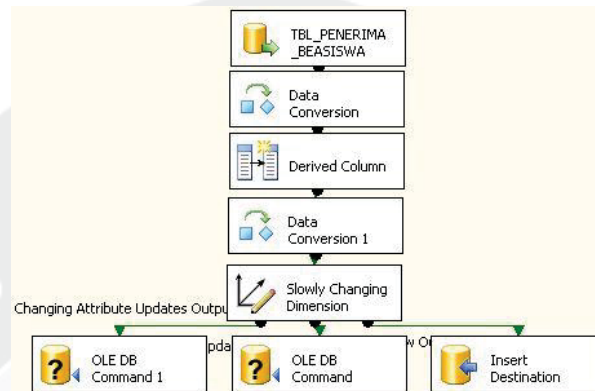 TBL_PENERIMA
_BEASISWA
Data
Conversion
Derived Column
Data
Conversion 1
Slowly Changing
Dimension
Changing Attribute Updates Outpu
OLE DB
Command 1
OLE DB
Command
Insert
Destination